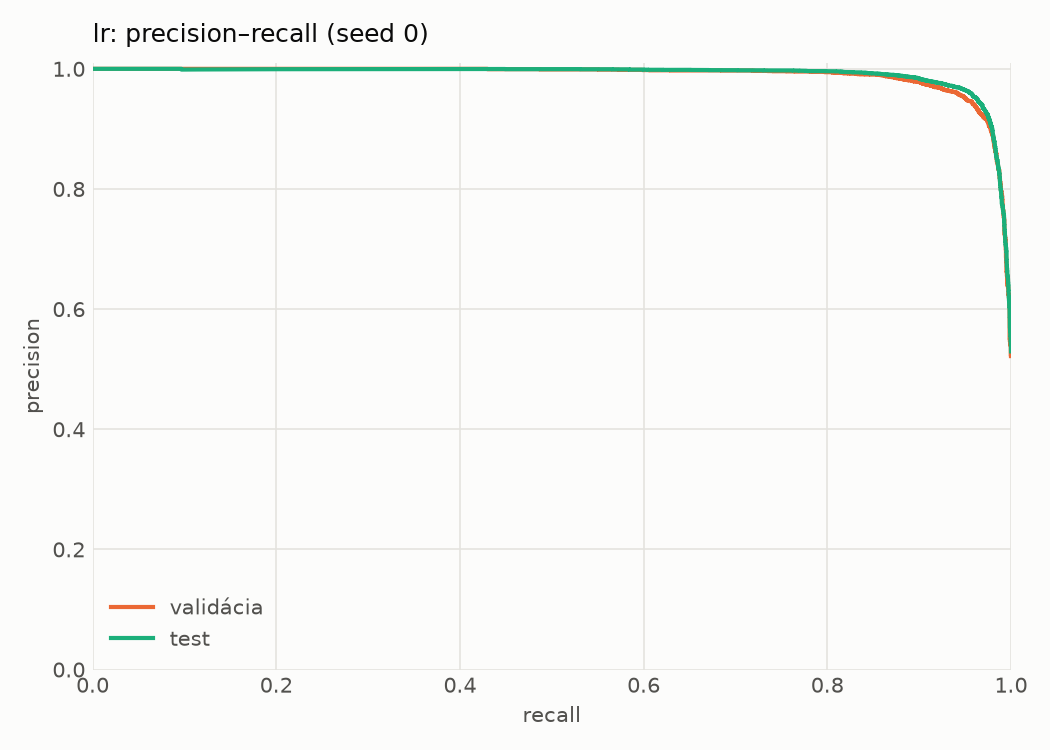 lr: precision–recall (seed 0)
precision
1.0
0.8
0.6
0.4
0.2
0.0
validácia
test
0.0 0.2 0.4 0.6 0.8 1.0
recall